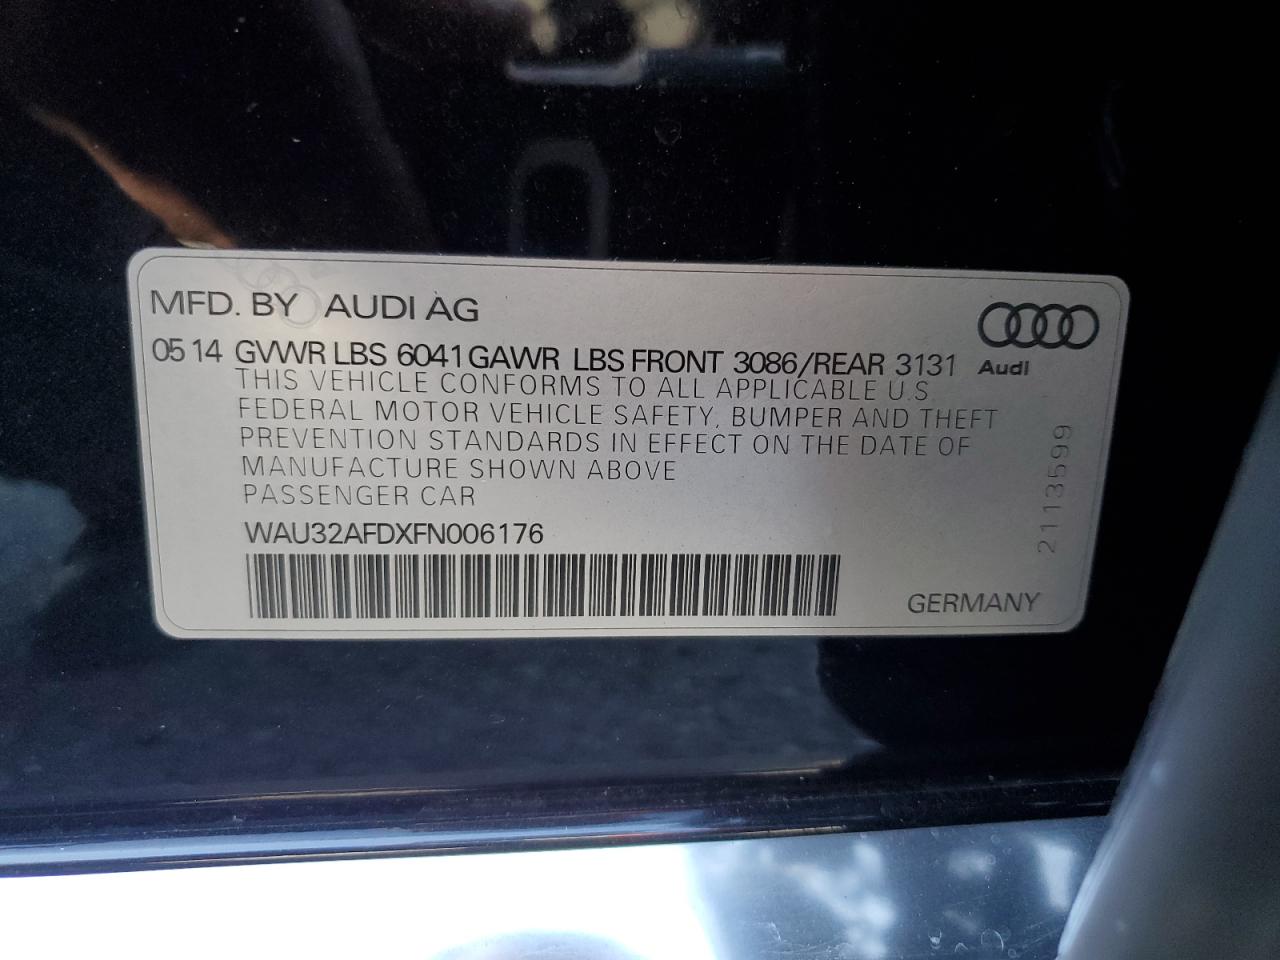 MFD. BY AUDI AG
0514 GVWR LBS 6041 GAWR LBS FRONT 3086/REAR 3131
Audi
THIS VEHICLE CONFORMS TO ALL APPLICABLE U.S.
FEDERAL MOTOR VEHICLE SAFETY, BUMPER AND THEFT
PREVENTION STANDARDS IN EFFECT ON THE DATE OF
MANUFACTURE SHOWN ABOVE
PASSENGER CAR
WAU32AFDXFN006176
GERMANY
2113599